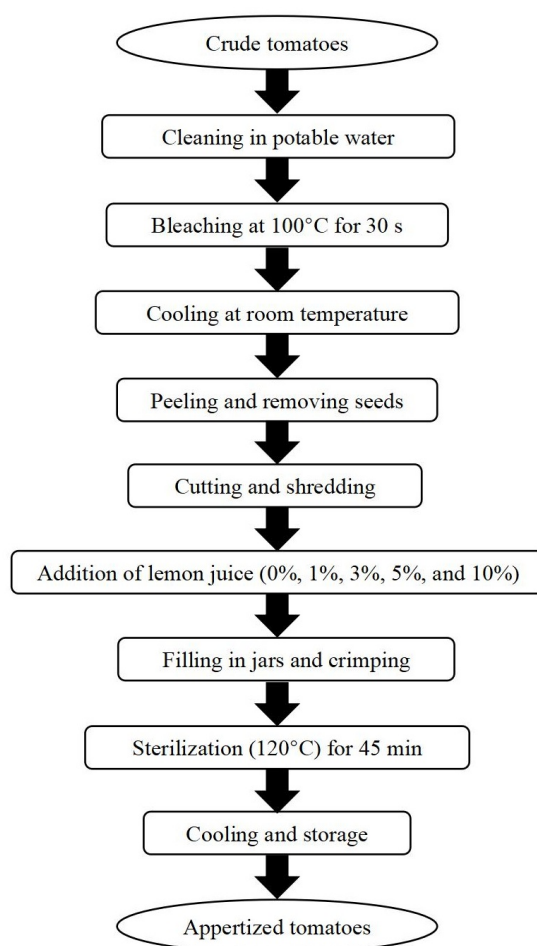 Crude tomatoes
Cleaning in potable water
Bleaching at 100°C for 30 s
Cooling at room temperature
Peeling and removing seeds
Cutting and shredding
Addition of lemon juice (0%, 1%, 3%, 5%, and 10%)
Filling in jars and crimping
Sterilization (120°C) for 45 min
Cooling and storage
Appertized tomatoes